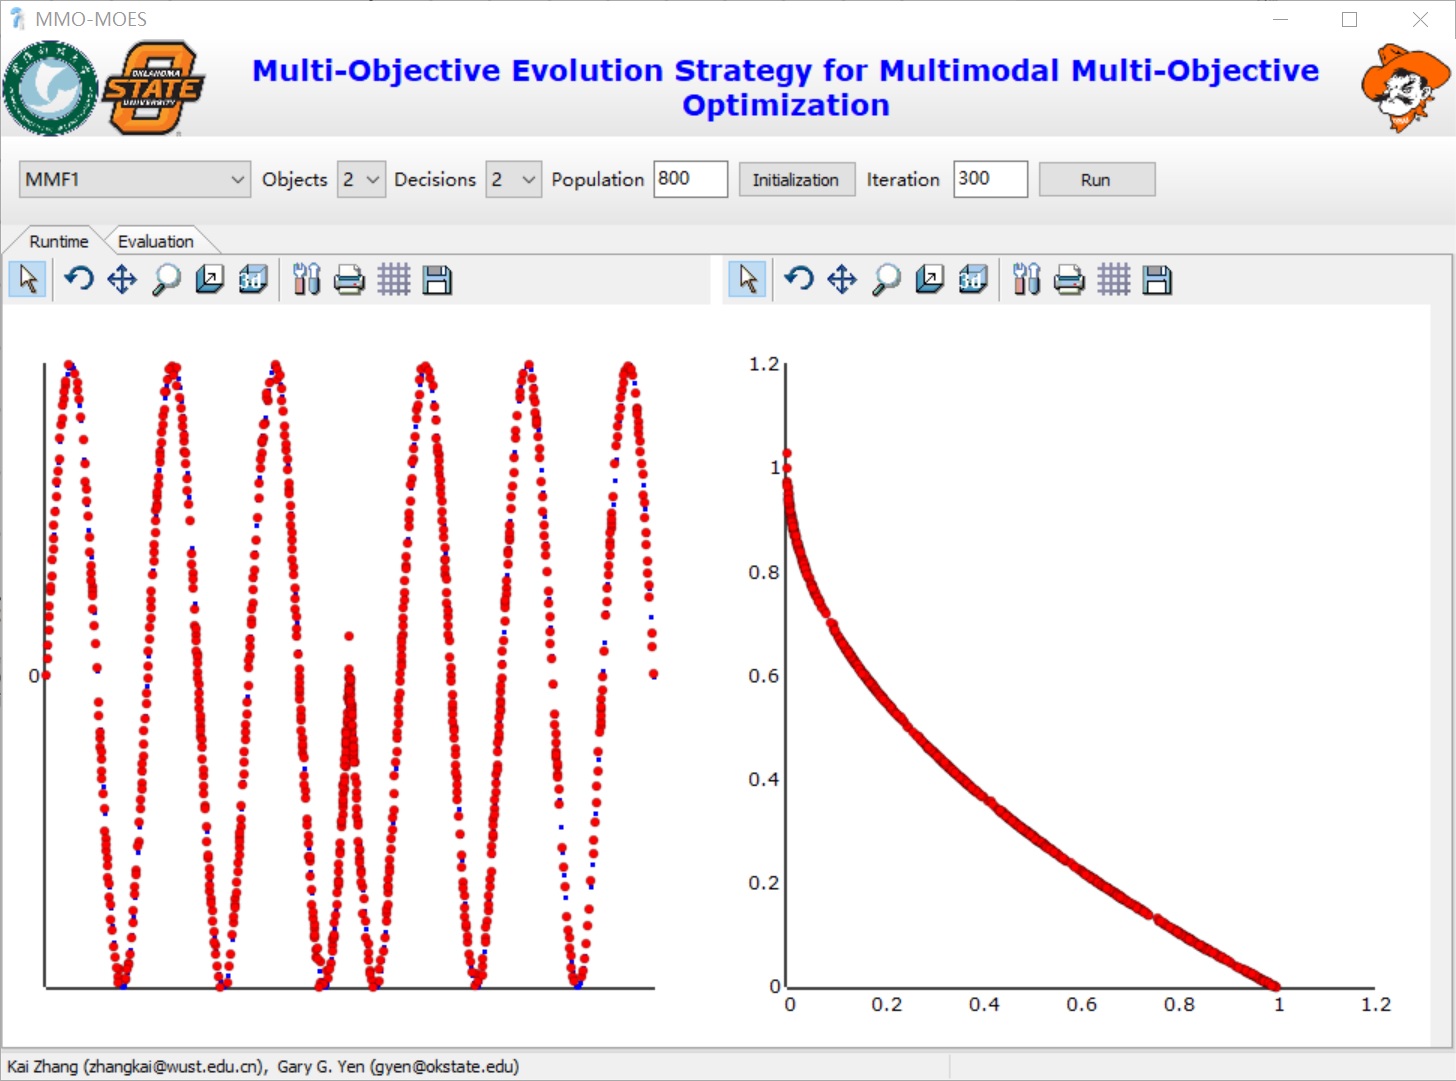 MMO-MOES
OKLAHOMA
STATE
UNIVERSITY
Multi-Objective Evolution Strategy for Multimodal Multi-Objective
Optimization
MMF1 Objects 2 Decisions 2 Population 800 Initialization Iteration 300 Run
Runtime Evaluation
3d 3d
0
1.2
1
0.8
0.6
0.4
0.2
0
0 0.2 0.4 0.6 0.8 1 1.2
Kai Zhang (zhangkai@wust.edu.cn), Gary G. Yen (gyen@okstate.edu)